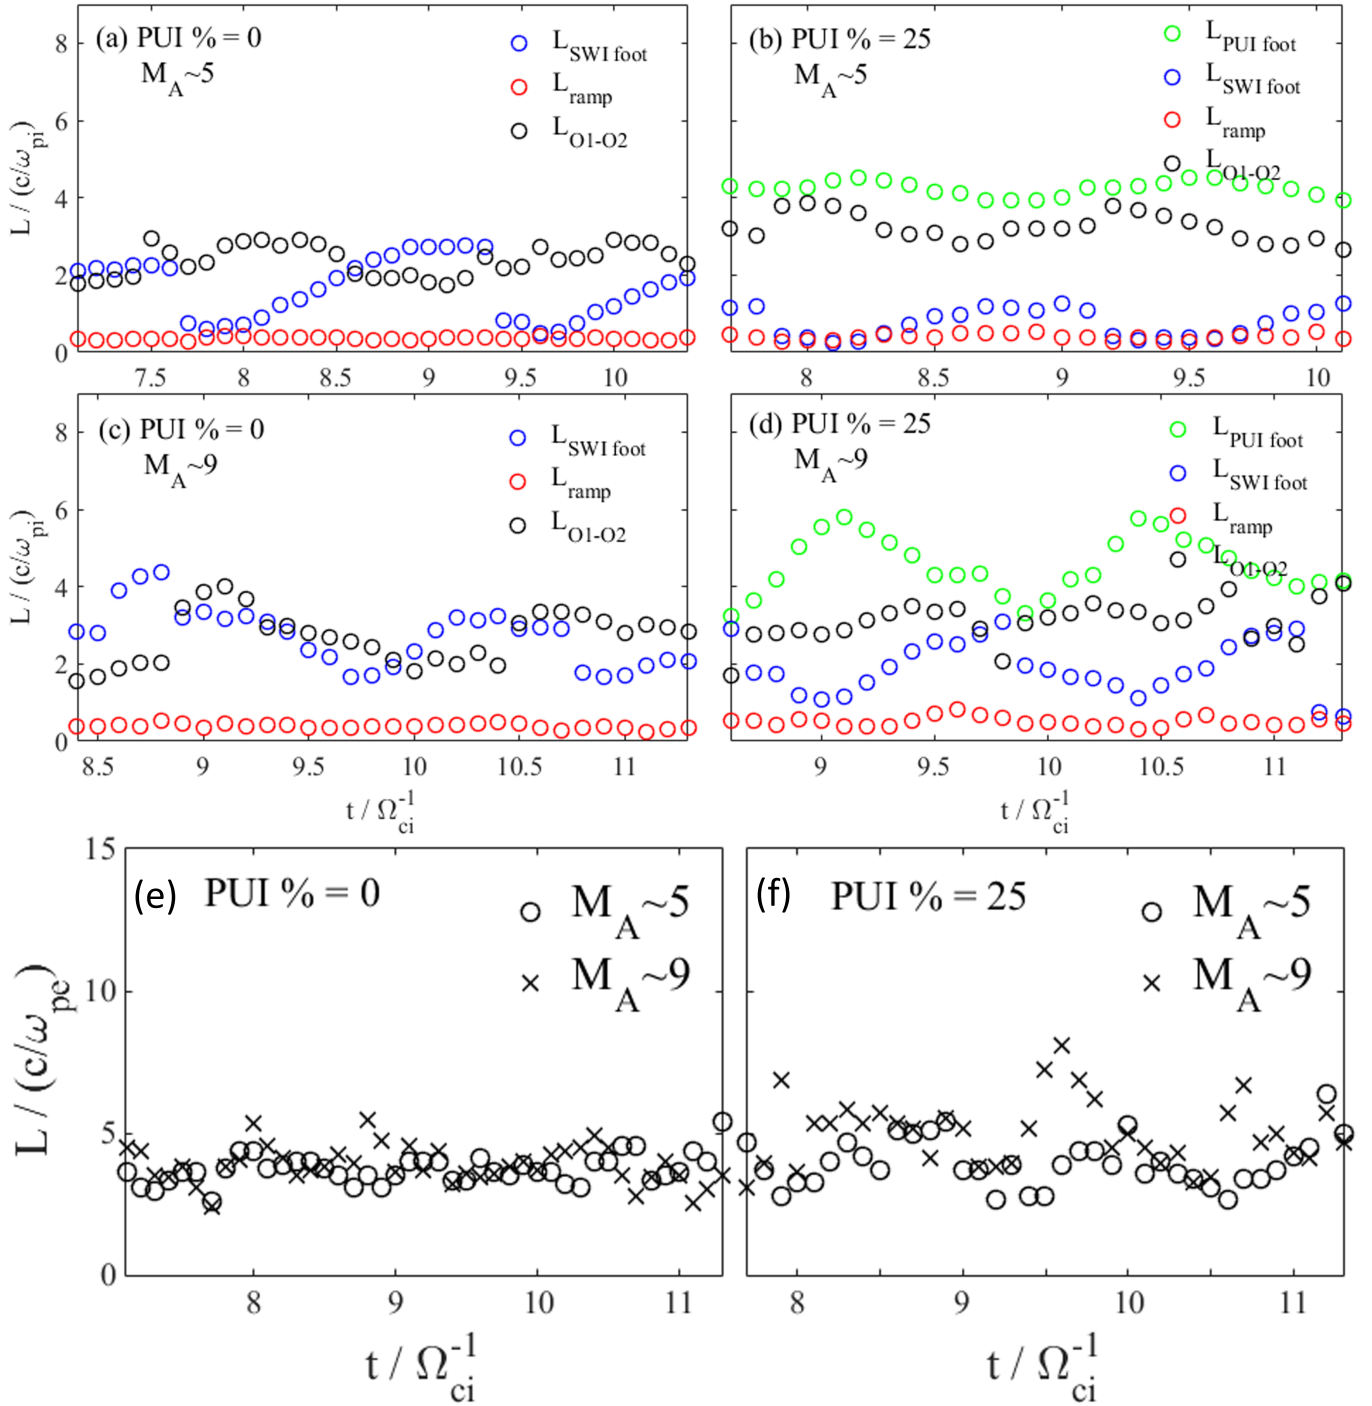 (a) PUI % = 0
M_A~5
L_SWI foot
L_ramp
L_O1-O2
L / (c/ω_pi)
8
6
4
2
0
7.5 8 8.5 9 9.5 10
(b) PUI % = 25
M_A~5
L_PUI foot
L_SWI foot
L_ramp
L_O1-O2
8 8.5 9 9.5 10
(c) PUI % = 0
M_A~9
L_SWI foot
L_ramp
L_O1-O2
L / (c/ω_pi)
8
6
4
2
0
8.5 9 9.5 10 10.5 11
t / Ω_ci^-1
(d) PUI % = 25
M_A~9
L_PUI foot
L_SWI foot
L_ramp
L_O1-O2
9 9.5 10 10.5 11
t / Ω_ci^-1
(e) PUI % = 0
M_A~5
M_A~9
L / (c/ω_pe)
15
10
5
0
8 9 10 11
t / Ω_ci^-1
(f) PUI % = 25
M_A~5
M_A~9
8 9 10 11
t / Ω_ci^-1